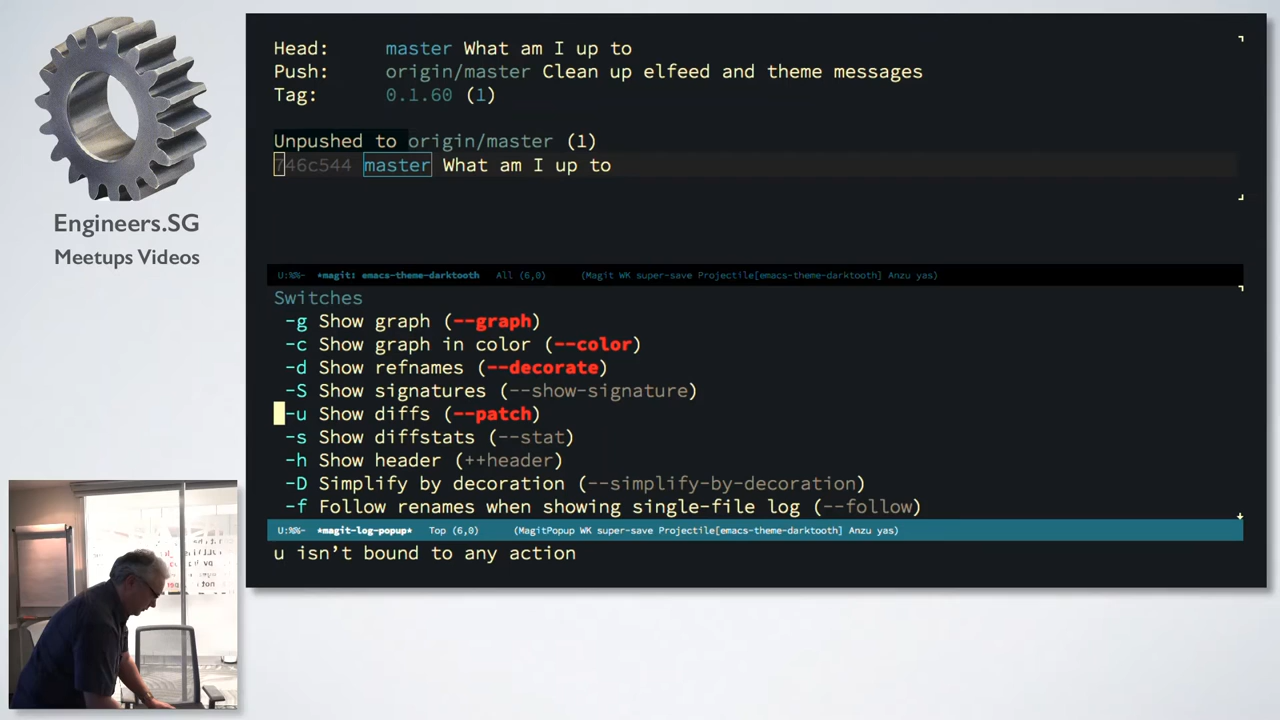 Engineers.SG
Meetups Videos
Head: master What am I up to
Push: origin/master Clean up elfeed and theme messages
Tag: 0.1.60 (1)
Unpushed to origin/master (1)
746c544 master What am I up to
U:%%- *magit: emacs-theme-darktooth All (6,0) (Magit WK super-save Projectile[emacs-theme-darktooth] Anzu yas)
Switches
-g Show graph (--graph)
-c Show graph in color (--color)
-d Show refnames (--decorate)
-S Show signatures (--show-signature)
-u Show diffs (--patch)
-s Show diffstats (--stat)
-h Show header (++header)
-D Simplify by decoration (--simplify-by-decoration)
-f Follow renames when showing single-file log (--follow)
U:%%- *magit-log-popup* Top (6,0) (MagitPopup WK super-save Projectile[emacs-theme-darktooth] Anzu yas)
u isn't bound to any action